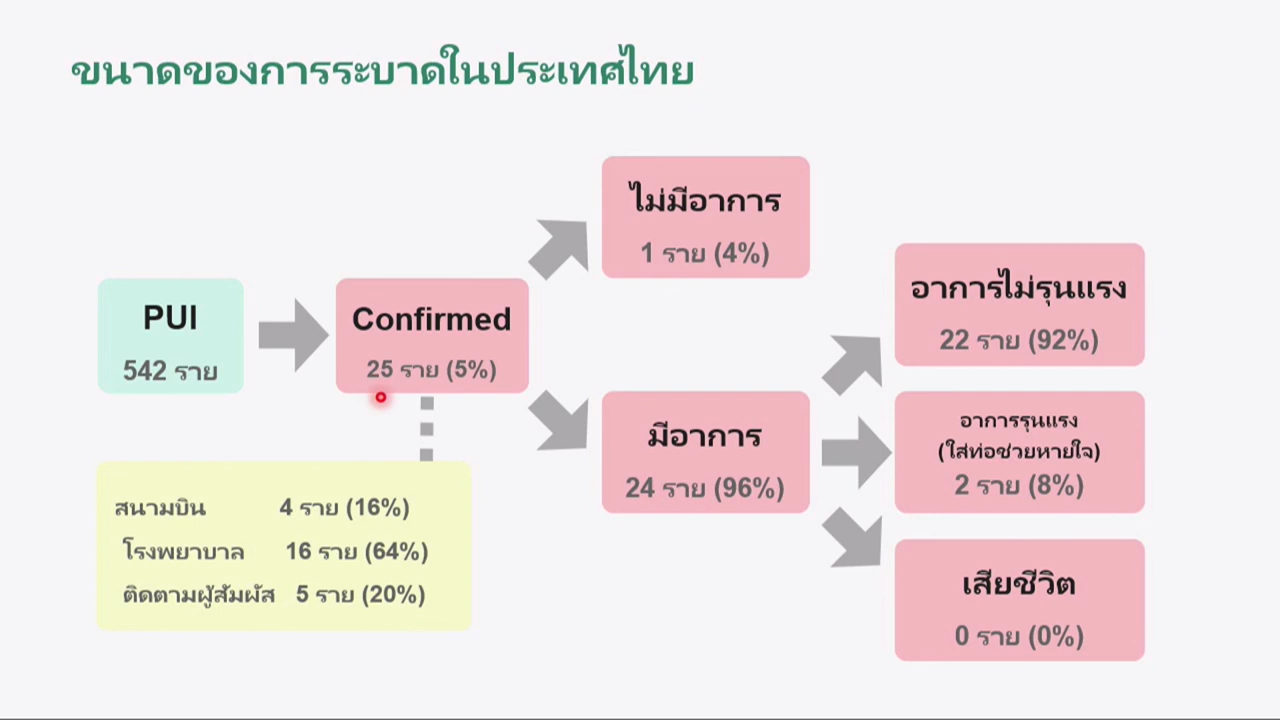 ขนาดของการระบาดในประเทศไทย
PUI
542 ราย
Confirmed
25 ราย (5%)
สนามบิน 4 ราย (16%)
โรงพยาบาล 16 ราย (64%)
ติดตามผู้สัมผัส 5 ราย (20%)
ไม่มีอาการ
1 ราย (4%)
มีอาการ
24 ราย (96%)
อาการไม่รุนแรง
22 ราย (92%)
อาการรุนแรง
(ใส่ท่อช่วยหายใจ)
2 ราย (8%)
เสียชีวิต
0 ราย (0%)